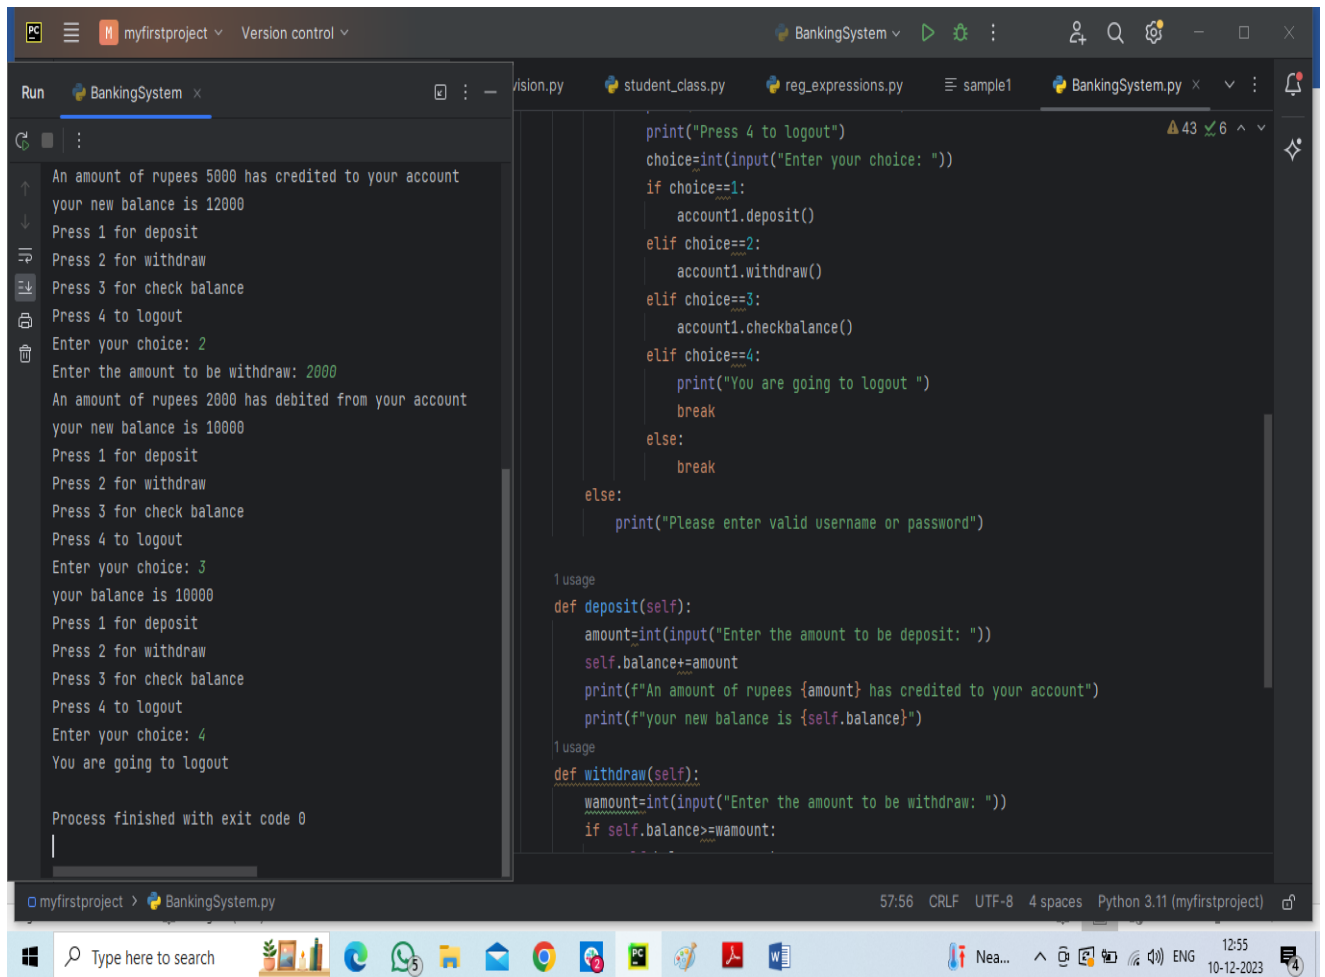 PC
M
myfirstproject
Version control
BankingSystem
Run
BankingSystem
vision.py
student_class.py
reg_expressions.py
sample1
BankingSystem.py
43
6
An amount of rupees 5000 has credited to your account
your new balance is 12000
Press 1 for deposit
Press 2 for withdraw
Press 3 for check balance
Press 4 to logout
Enter your choice: 2
Enter the amount to be withdraw: 2000
An amount of rupees 2000 has debited from your account
your new balance is 10000
Press 1 for deposit
Press 2 for withdraw
Press 3 for check balance
Press 4 to logout
Enter your choice: 3
your balance is 10000
Press 1 for deposit
Press 2 for withdraw
Press 3 for check balance
Press 4 to logout
Enter your choice: 4
You are going to logout
Process finished with exit code 0
print("Press 4 to logout")
choice=int(input("Enter your choice: "))
if choice==1:
account1.deposit()
elif choice==2:
account1.withdraw()
elif choice==3:
account1.checkbalance()
elif choice==4:
print("You are going to logout ")
break
else:
break
else:
print("Please enter valid username or password")
1 usage
def deposit(self):
amount=int(input("Enter the amount to be deposit: "))
self.balance+=amount
print(f"An amount of rupees {amount} has credited to your account")
print(f"your new balance is {self.balance}")
1 usage
def withdraw(self):
wamount=int(input("Enter the amount to be withdraw: "))
if self.balance>=wamount:
myfirstproject > BankingSystem.py
57:56 CRLF UTF-8 4 spaces Python 3.11 (myfirstproject)
Type here to search
5
2
PC
W
Nea...
ENG
12:55
10-12-2023
4